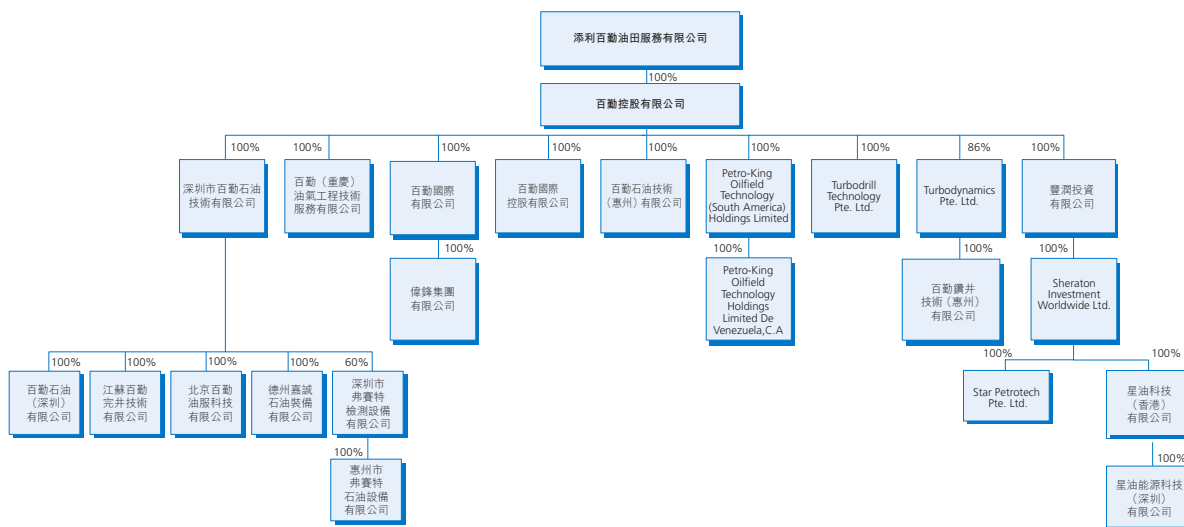 添利百勤油田服務有限公司
100%
百勤控股有限公司
100%
100%
100%
100%
100%
100%
100%
86%
100%
深圳市百勤石油
技術有限公司
百勤（重慶）
油氣工程技術
服務有限公司
百勤國際
有限公司
百勤國際
控股有限公司
百勤石油技術
（惠州）有限公司
Petro-King
Oilfield
Technology
(South America)
Holdings Limited
Turbodrill
Technology
Pte. Ltd.
Turbodynamics
Pte. Ltd.
豐潤投資
有限公司
100%
100%
100%
100%
偉鋒集團
有限公司
Petro-King
Oilfield
Technology
Holdings
Limited De
Venezuela,C.A
百勤鑽井
技術（惠州）
有限公司
Sheraton
Investment
Worldwide Ltd.
100%
100%
100%
100%
60%
100%
100%
百勤石油
（深圳）
有限公司
江蘇百勤
完井技術
有限公司
北京百勤
油服科技
有限公司
德州嘉誠
石油裝備
有限公司
深圳市
弗賽特
檢測設備
有限公司
Star Petrotech
Pte. Ltd.
星油科技
（香港）
有限公司
100%
100%
惠州市
弗賽特
石油設備
有限公司
星油能源科技
（深圳）
有限公司